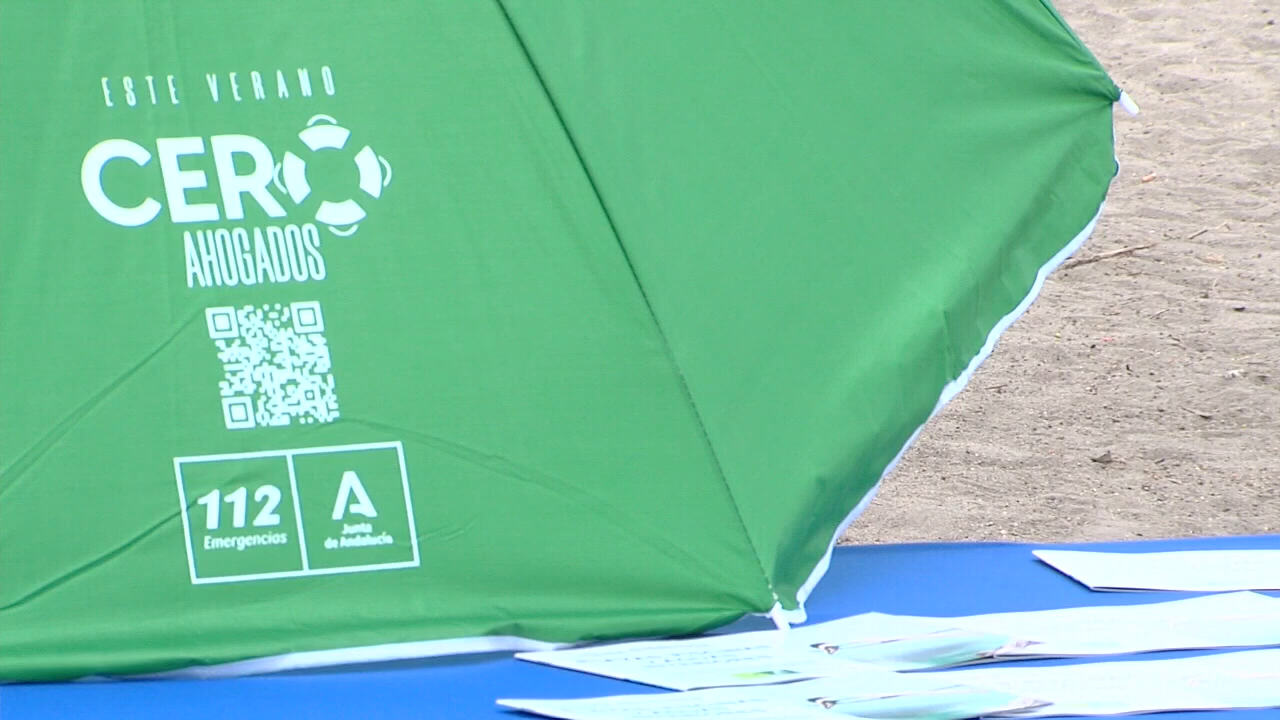 ESTE VERANO
CERO
AHOGADOS
112
Emergencias
Junta
de Andalucía